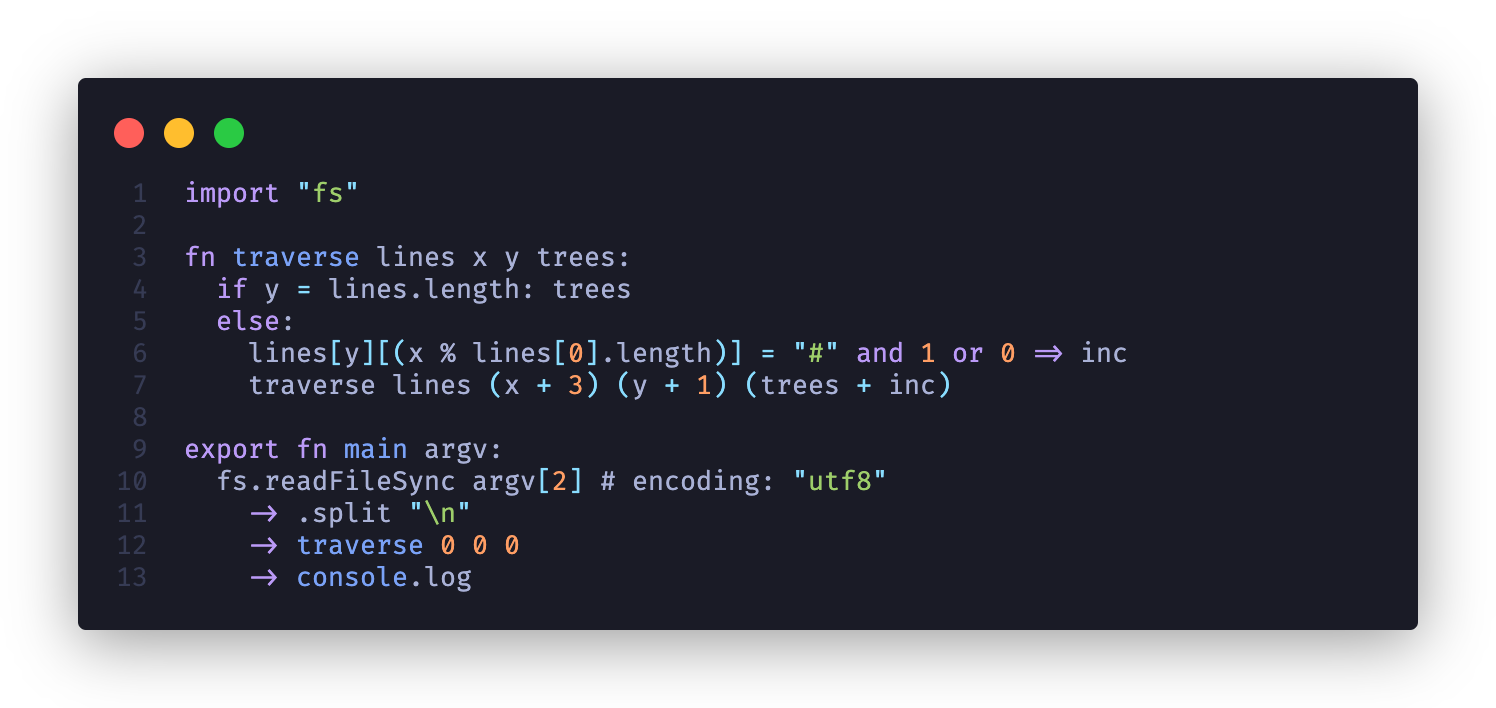 1 import "fs"
2
3 fn traverse lines x y trees:
4   if y = lines.length: trees
5   else:
6     lines[y][(x % lines[0].length)] = "#" and 1 or 0 => inc
7     traverse lines (x + 3) (y + 1) (trees + inc)
8
9 export fn main argv:
10   fs.readFileSync argv[2] # encoding: "utf8"
11     -> .split "\n"
12     -> traverse 0 0 0
13     -> console.log